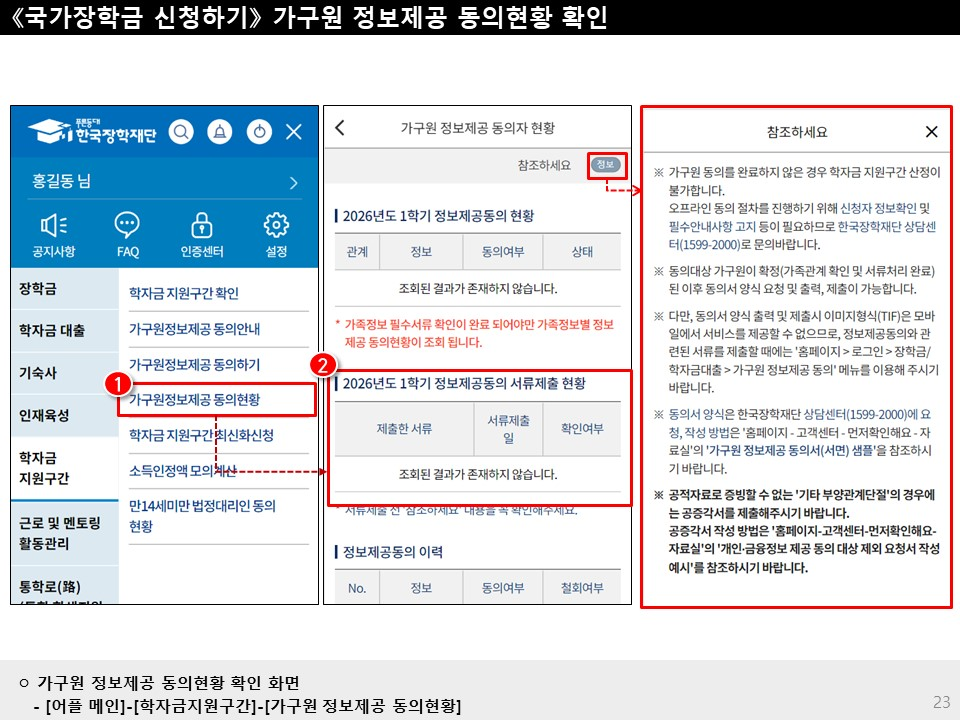 《국가장학금 신청하기》 가구원 정보제공 동의현황 확인
푸른등대
한국장학재단
홍길동 님
공지사항
FAQ
인증센터
설정
장학금
학자금 대출
기숙사
인재육성
학자금
지원구간
근로 및 멘토링
활동관리
통학로(路)
학자금 지원구간 확인
가구원정보제공 동의안내
가구원정보제공 동의하기
1
가구원정보제공 동의현황
학자금 지원구간 최신화신청
소득인정액 모의계산
만14세미만 법정대리인 동의
현황
가구원 정보제공 동의자 현황
참조하세요 정보
2026년도 1학기 정보제공동의 현황
관계 정보 동의여부 상태
조회된 결과가 존재하지 않습니다.
* 가족정보 필수서류 확인이 완료 되어야만 가족정보별 정보
제공 동의현황이 조회 됩니다.
2
2026년도 1학기 정보제공동의 서류제출 현황
제출한 서류 서류제출 확인여부
일
조회된 결과가 존재하지 않습니다.
* 서류제출 전 '참조하세요' 내용을 꼭 확인해주세요.
정보제공동의 이력
No. 정보 동의여부 철회여부
참조하세요
※ 가구원 동의를 완료하지 않은 경우 학자금 지원구간 산정이
불가합니다.
오프라인 동의 절차를 진행하기 위해 신청자 정보확인 및
필수안내사항 고지 등이 필요하므로 한국장학재단 상담센
터(1599-2000)로 문의바랍니다.
※ 동의대상 가구원이 확정(가족관계 확인 및 서류처리 완료)
된 이후 동의서 양식 요청 및 출력, 제출이 가능합니다.
※ 다만, 동의서 양식 출력 및 제출시 이미지형식(TIF)은 모바
일에서 서비스를 제공할 수 없으므로, 정보제공동의와 관
련된 서류를 제출할 때에는 '홈페이지 > 로그인 > 장학금/
학자금대출 > 가구원 정보제공 동의' 메뉴를 이용해 주시기
바랍니다.
※ 동의서 양식은 한국장학재단 상담센터(1599-2000)에 요
청, 작성 방법은 '홈페이지 - 고객센터 - 먼저확인해요 - 자
료실'의 '가구원 정보제공 동의서(서면) 샘플'을 참조하시
기 바랍니다.
※ 공적자료로 증빙할 수 없는 '기타 부양관계단절'의 경우에
는 공증각서를 제출해주시기 바랍니다.
공증각서 작성 방법은 '홈페이지-고객센터-먼저확인해요-
자료실'의 '개인·금융정보 제공 동의 대상 제외 요청서 작성
예시'를 참조하시기 바랍니다.
○ 가구원 정보제공 동의현황 확인 화면
- [어플 메인]-[학자금지원구간]-[가구원 정보제공 동의현황]
23